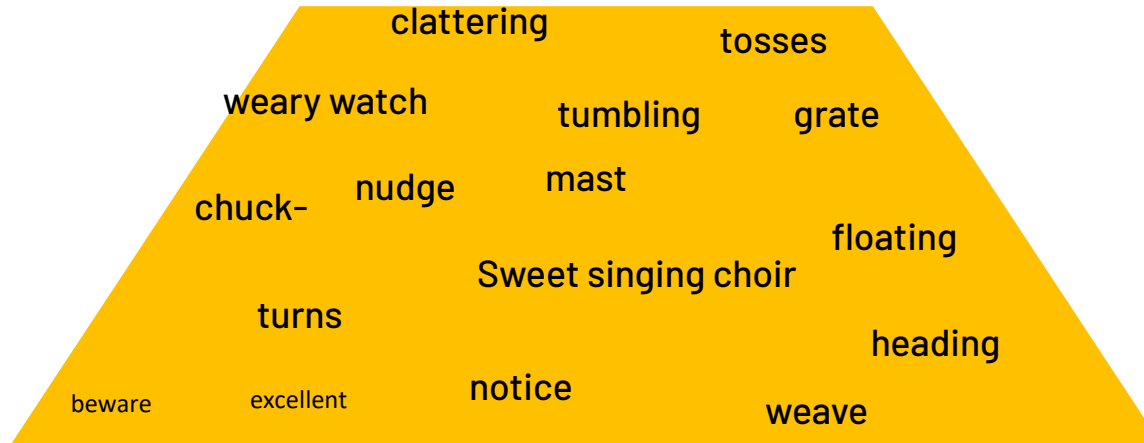 clattering
tosses
weary watch
tumbling
grate
mast
nudge
chuck-
floating
Sweet singing choir
turns
heading
notice
excellent
beware
weave